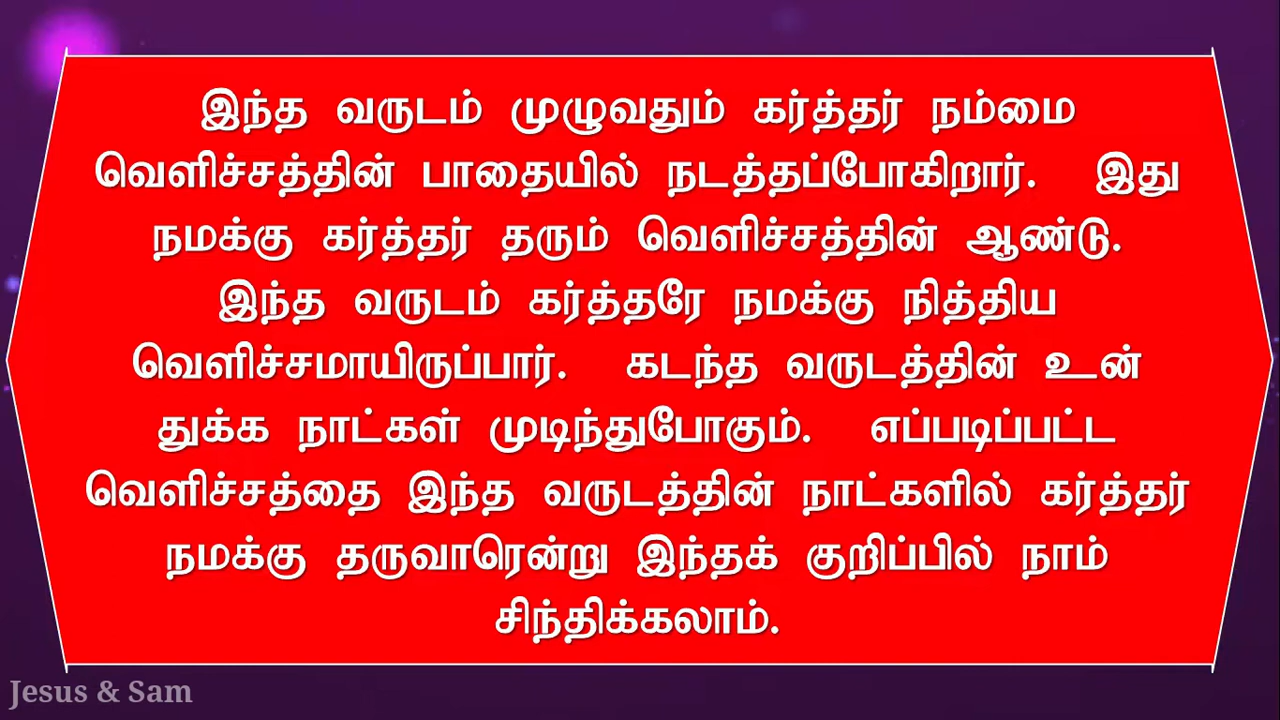 இந்த வருடம் முழுவதும் கர்த்தர் நம்மை
வெளிச்சத்தின் பாதையில் நடத்தப்போகிறார். இது
நமக்கு கர்த்தர் தரும் வெளிச்சத்தின் ஆண்டு.
இந்த வருடம் கர்த்தரே நமக்கு நித்திய
வெளிச்சமாயிருப்பார். கடந்த வருடத்தின் உன்
துக்க நாட்கள் முடிந்துபோகும். எப்படிப்பட்ட
வெளிச்சத்தை இந்த வருடத்தின் நாட்களில் கர்த்தர்
நமக்கு தருவாரென்று இந்தக் குறிப்பில் நாம்
சிந்திக்கலாம்.
Jesus & Sam